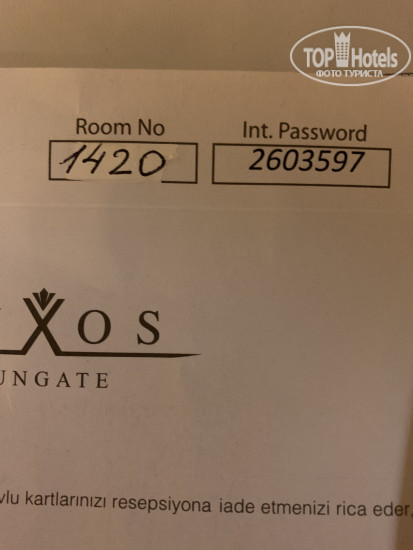 TOP Hotels
ФОТО ТУРИСТА
Room No Int. Password
1420 2603597
XOS
UNGATE
vlu kartlarınızı resepsiyona iade etmenizi rica eder,